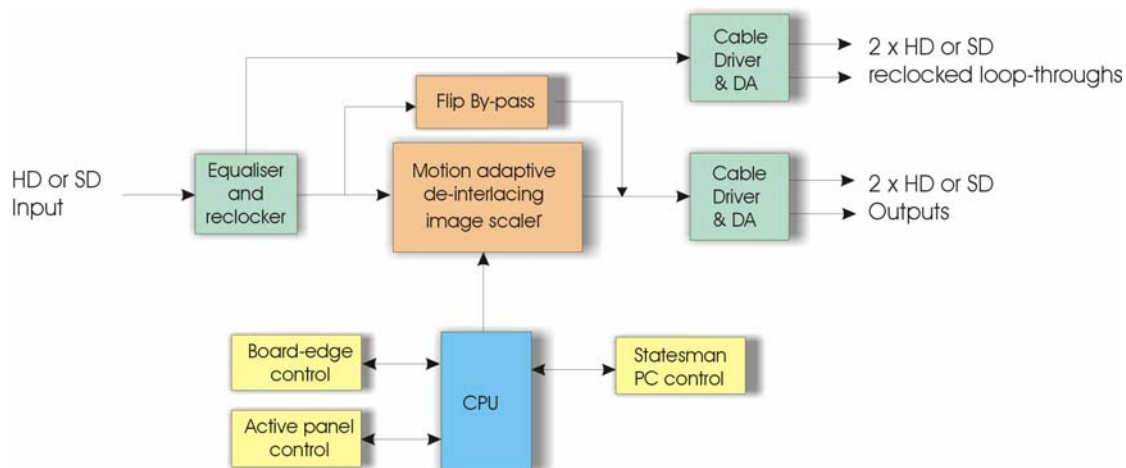 Cable
Driver
& DA
2 x HD or SD
reclocked loop-throughs
Flip By-pass
HD or SD
Input
Equaliser
and
reclocker
Motion adaptive
de-interlacing
image scaler
Cable
Driver
& DA
2 x HD or SD
Outputs
Board-edge
control
CPU
Statesman
PC control
Active panel
control